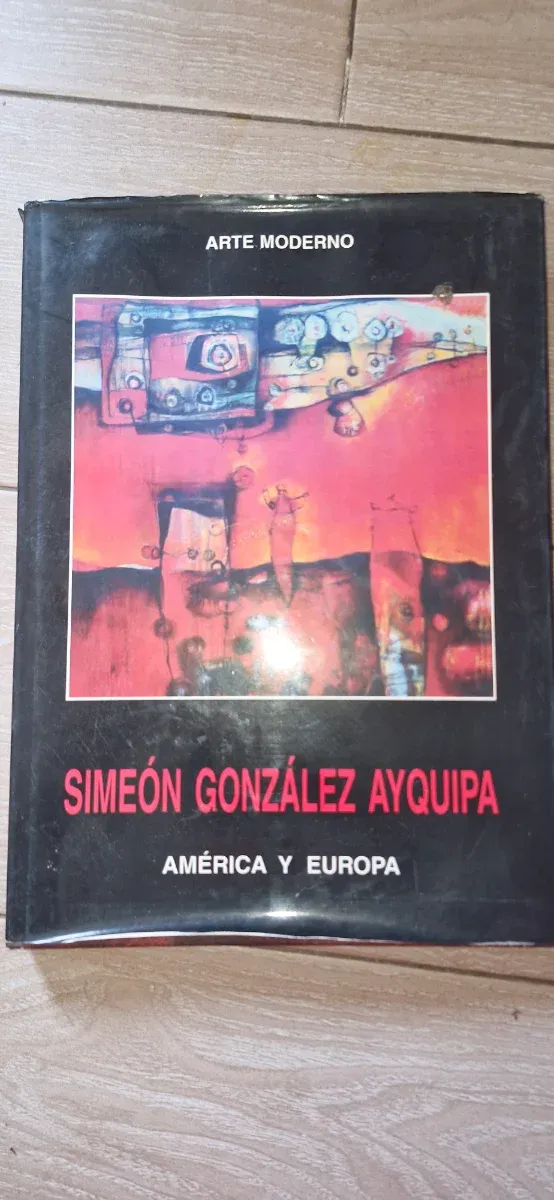 ARTE MODERNO
SIMEÓN GONZÁLEZ AYQUIPA
AMÉRICA Y EUROPA